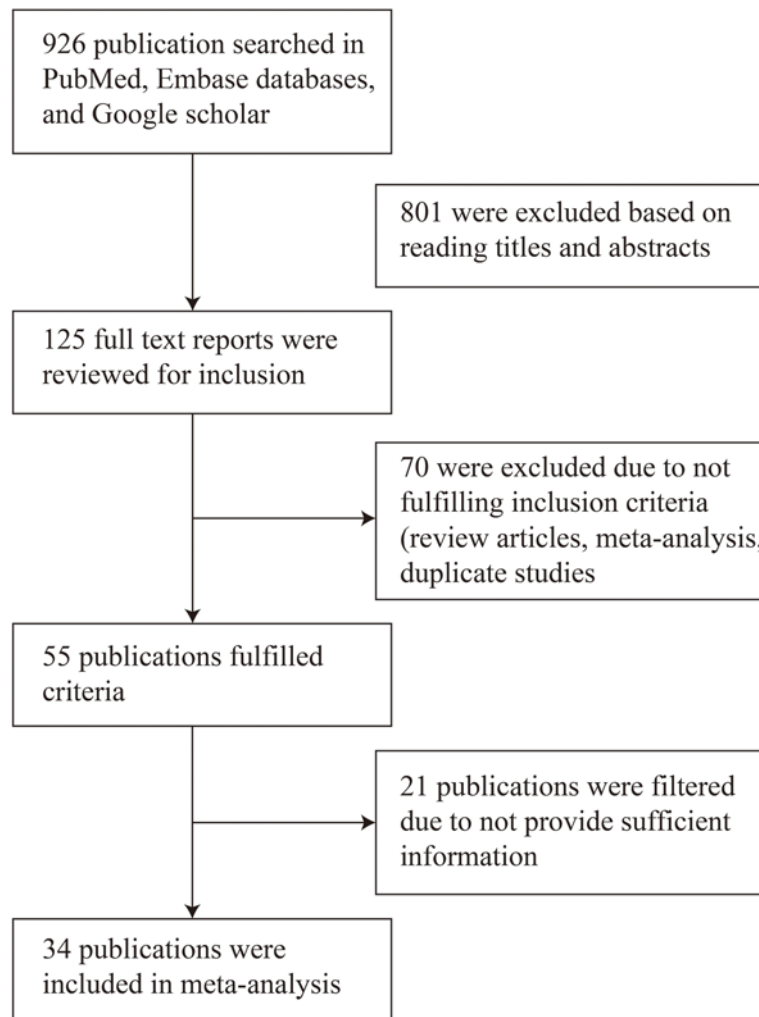 926 publication searched in
PubMed, Embase databases,
and Google scholar
801 were excluded based on
reading titles and abstracts
125 full text reports were
reviewed for inclusion
70 were excluded due to not
fulfilling inclusion criteria
(review articles, meta-analysis,
duplicate studies
55 publications fulfilled
criteria
21 publications were filtered
due to not provide sufficient
information
34 publications were
included in meta-analysis